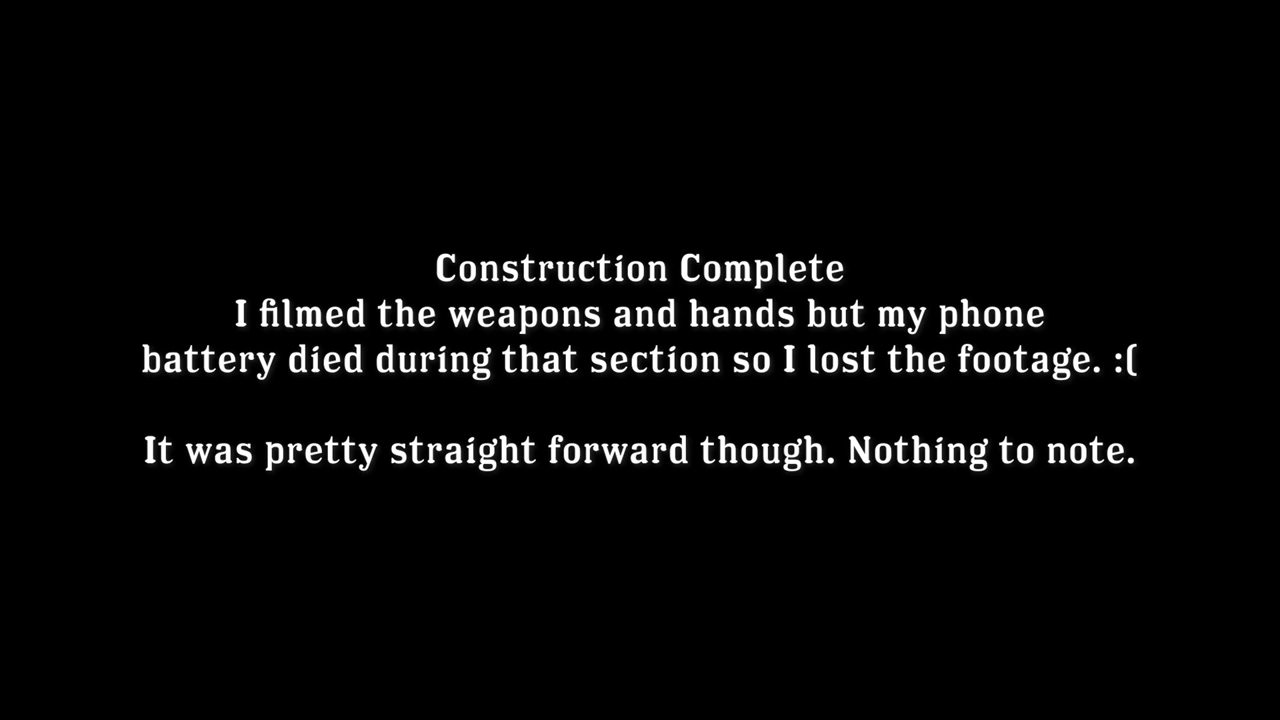 Construction Complete
I filmed the weapons and hands but my phone
battery died during that section so I lost the footage. :(
It was pretty straight forward though. Nothing to note.